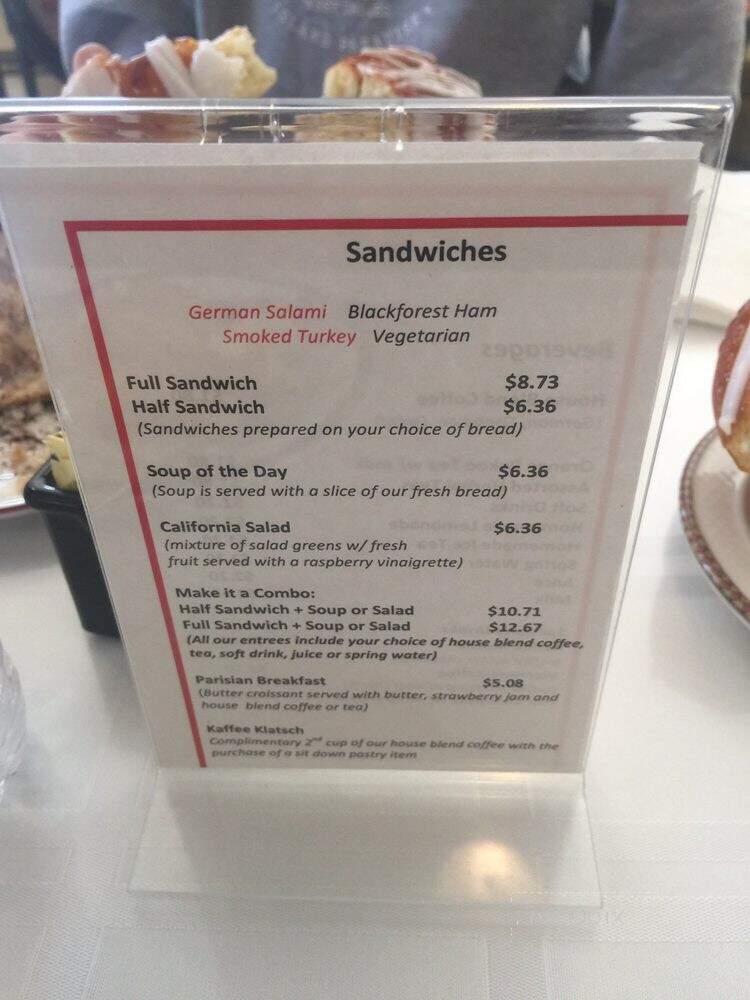 Sandwiches
German Salami Blackforest Ham
Smoked Turkey Vegetarian
Full Sandwich $8.73
Half Sandwich $6.36
(Sandwiches prepared on your choice of bread)
Soup of the Day $6.36
(Soup is served with a slice of our fresh bread)
California Salad $6.36
(mixture of salad greens w/ fresh
fruit served with a raspberry vinaigrette)
Make it a Combo:
Half Sandwich + Soup or Salad $10.71
Full Sandwich + Soup or Salad $12.67
(All our entrees include your choice of house blend coffee,
tea, soft drink, juice or spring water)
Parisian Breakfast $5.08
(Butter croissant served with butter, strawberry jam and
house blend coffee or tea)
Kaffee Klatsch
Complimentary 2nd cup of our house blend coffee with the
purchase of a sit down pastry item